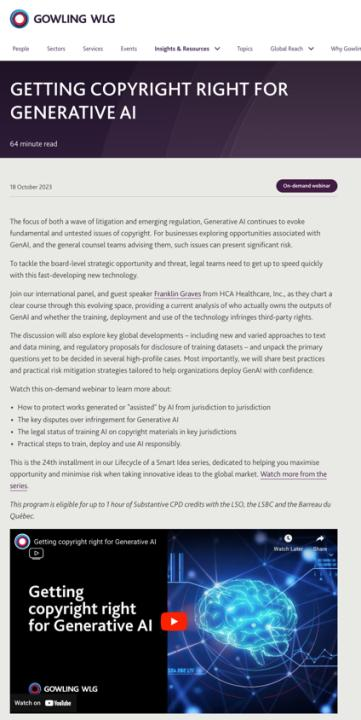 GOWLING WLG
People Sectors Services Events Insights & Resources Topics Global Reach Why Gowlin
GETTING COPYRIGHT RIGHT FOR
GENERATIVE AI
64 minute read
18 October 2023
On-demand webinar
The focus of both a wave of litigation and emerging regulation, Generative AI continues to evoke
fundamental and untested issues of copyright. For businesses exploring opportunities associated with
GenAI, and the general counsel teams advising them, such issues can present significant risk.
To tackle the board-level strategic opportunity and threat, legal teams need to get up to speed quickly
with this fast-developing new technology.
Join our international panel, and guest speaker Franklin Graves from HCA Healthcare, Inc., as they chart a
clear course through this evolving space, providing a current analysis of who actually owns the outputs of
GenAI and whether the training, deployment and use of the technology infringes third-party rights.
The discussion will also explore key global developments – including new and varied approaches to text
and data mining, and regulatory proposals for disclosure of training datasets – and unpack the primary
questions yet to be decided in several high-profile cases. Most importantly, we will share best practices
and practical risk mitigation strategies tailored to help organizations deploy GenAI with confidence.
Watch this on-demand webinar to learn more about:
• How to protect works generated or "assisted" by AI from jurisdiction to jurisdiction
• The key disputes over infringement for Generative AI
• The legal status of training AI on copyright materials in key jurisdictions
• Practical steps to train, deploy and use AI responsibly.
This is the 24th installment in our Lifecycle of a Smart Idea series, dedicated to helping you maximise
opportunity and minimise risk when taking innovative ideas to the global market. Watch more from the
series.
This program is eligible for up to 1 hour of Substantive CPD credits with the LSO, the LSBC and the Barreau du
Québec.
Getting copyright right for Generative AI
Watch Later Share
Getting
copyright right
for Generative AI
GOWLING WLG
Watch on YouTube